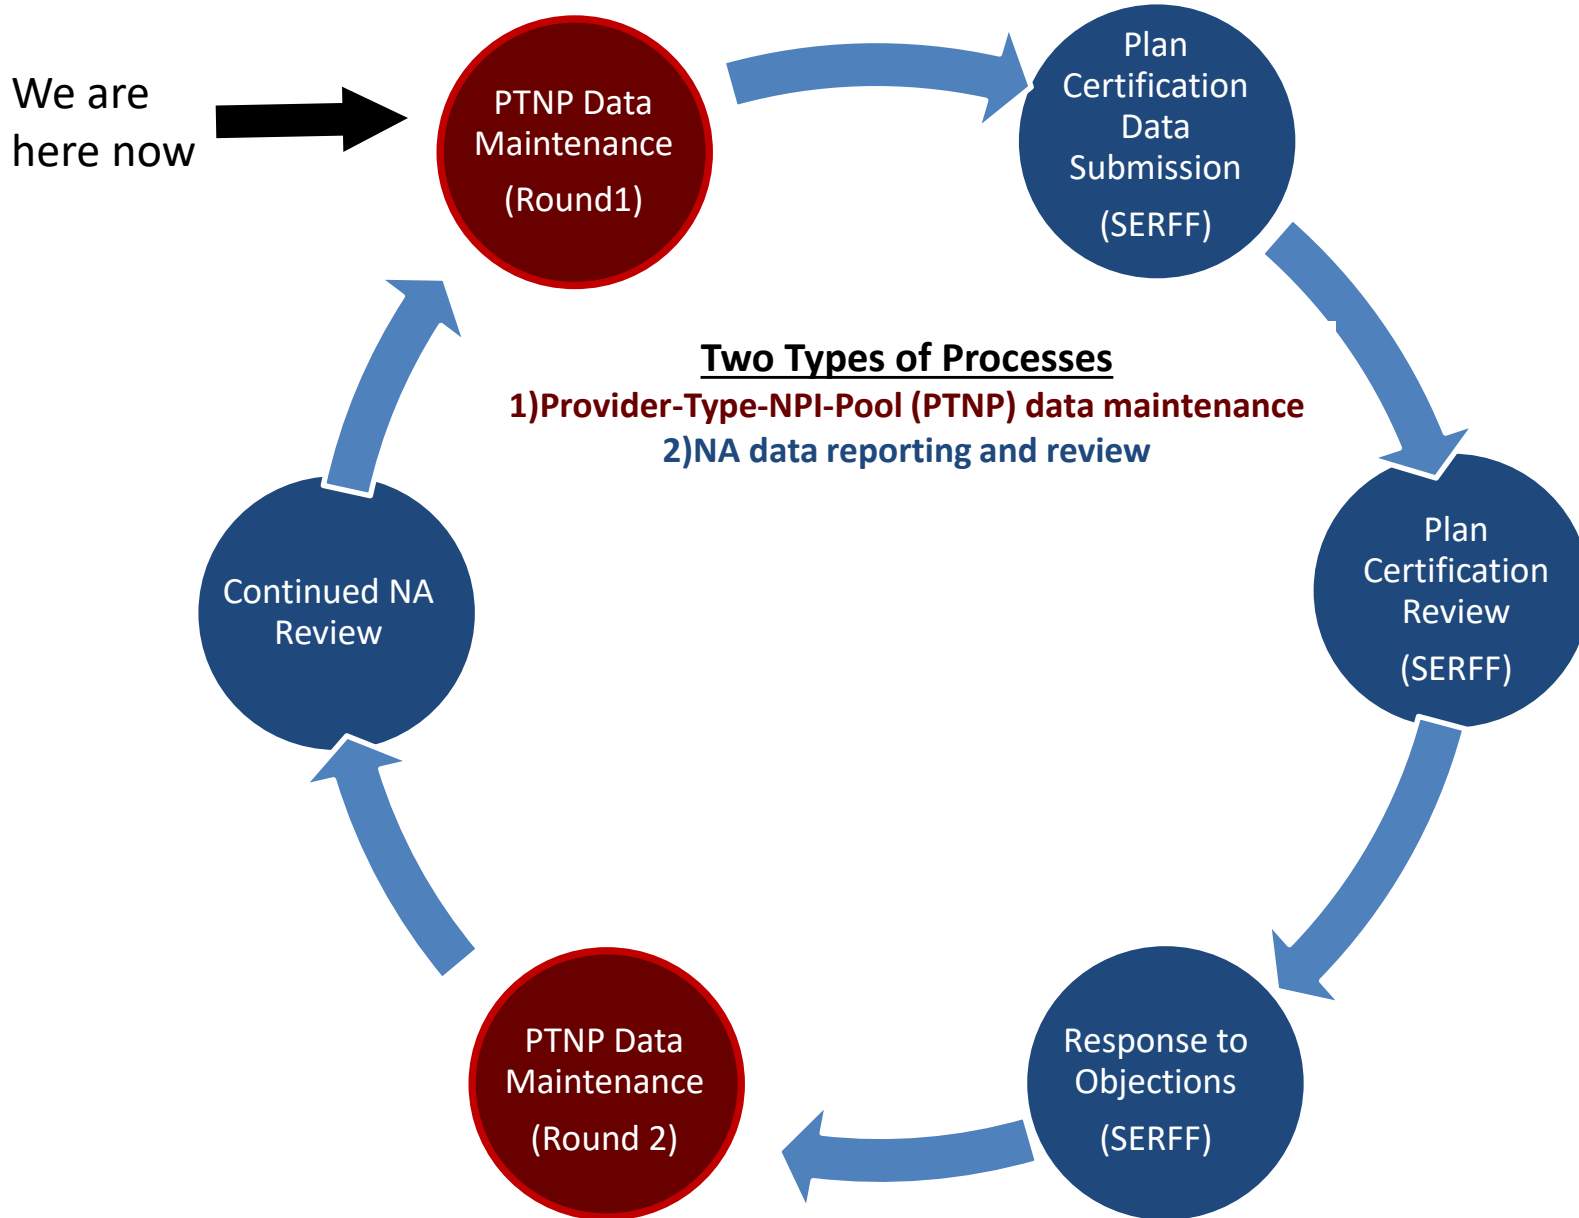 We are
here now
PTNP Data
Maintenance
(Round1)
Plan
Certification
Data
Submission
(SERFF)
Two Types of Processes
1)Provider-Type-NPI-Pool (PTNP) data maintenance
2)NA data reporting and review
Plan
Certification
Review
(SERFF)
Response to
Objections
(SERFF)
PTNP Data
Maintenance
(Round 2)
Continued NA
Review